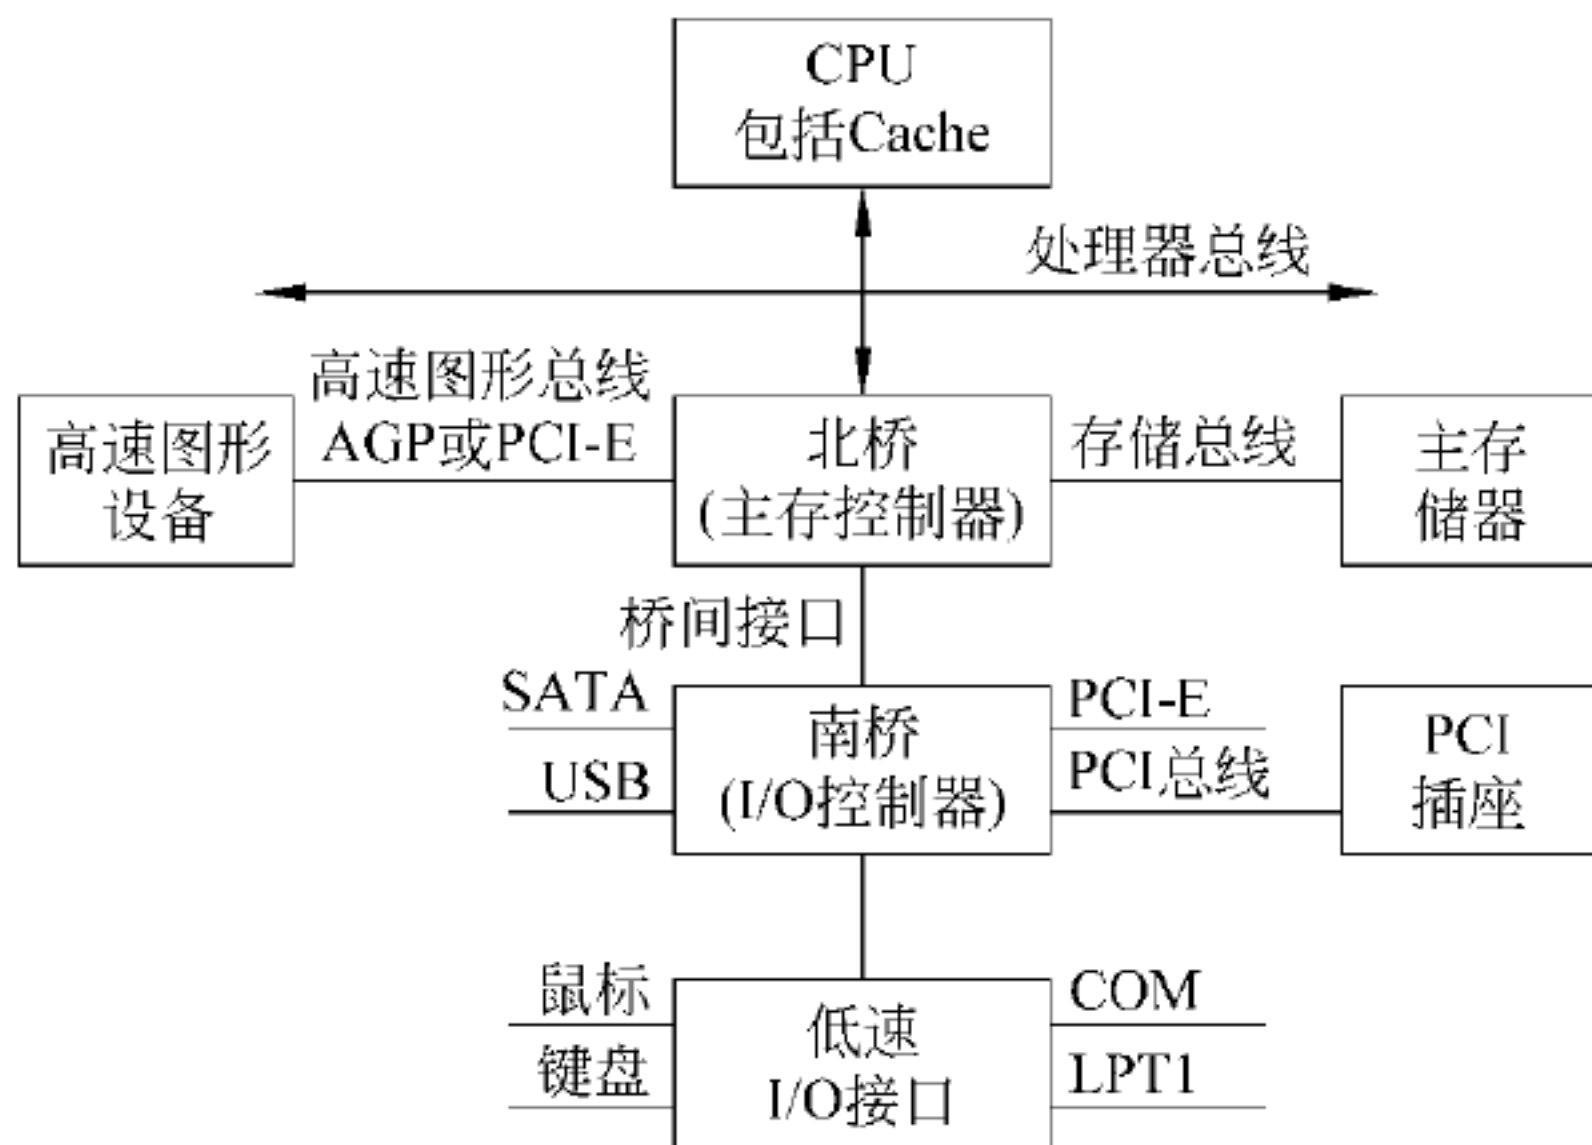 CPU
包括Cache
处理器总线
高速图形总线
AGP或PCI-E
高速图形
设备
北桥
(主存控制器)
存储总线
主存
储器
桥间接口
SATA
USB
南桥
(I/O控制器)
PCI-E
PCI总线
PCI
插座
鼠标
键盘
低速
I/O接口
COM
LPT1